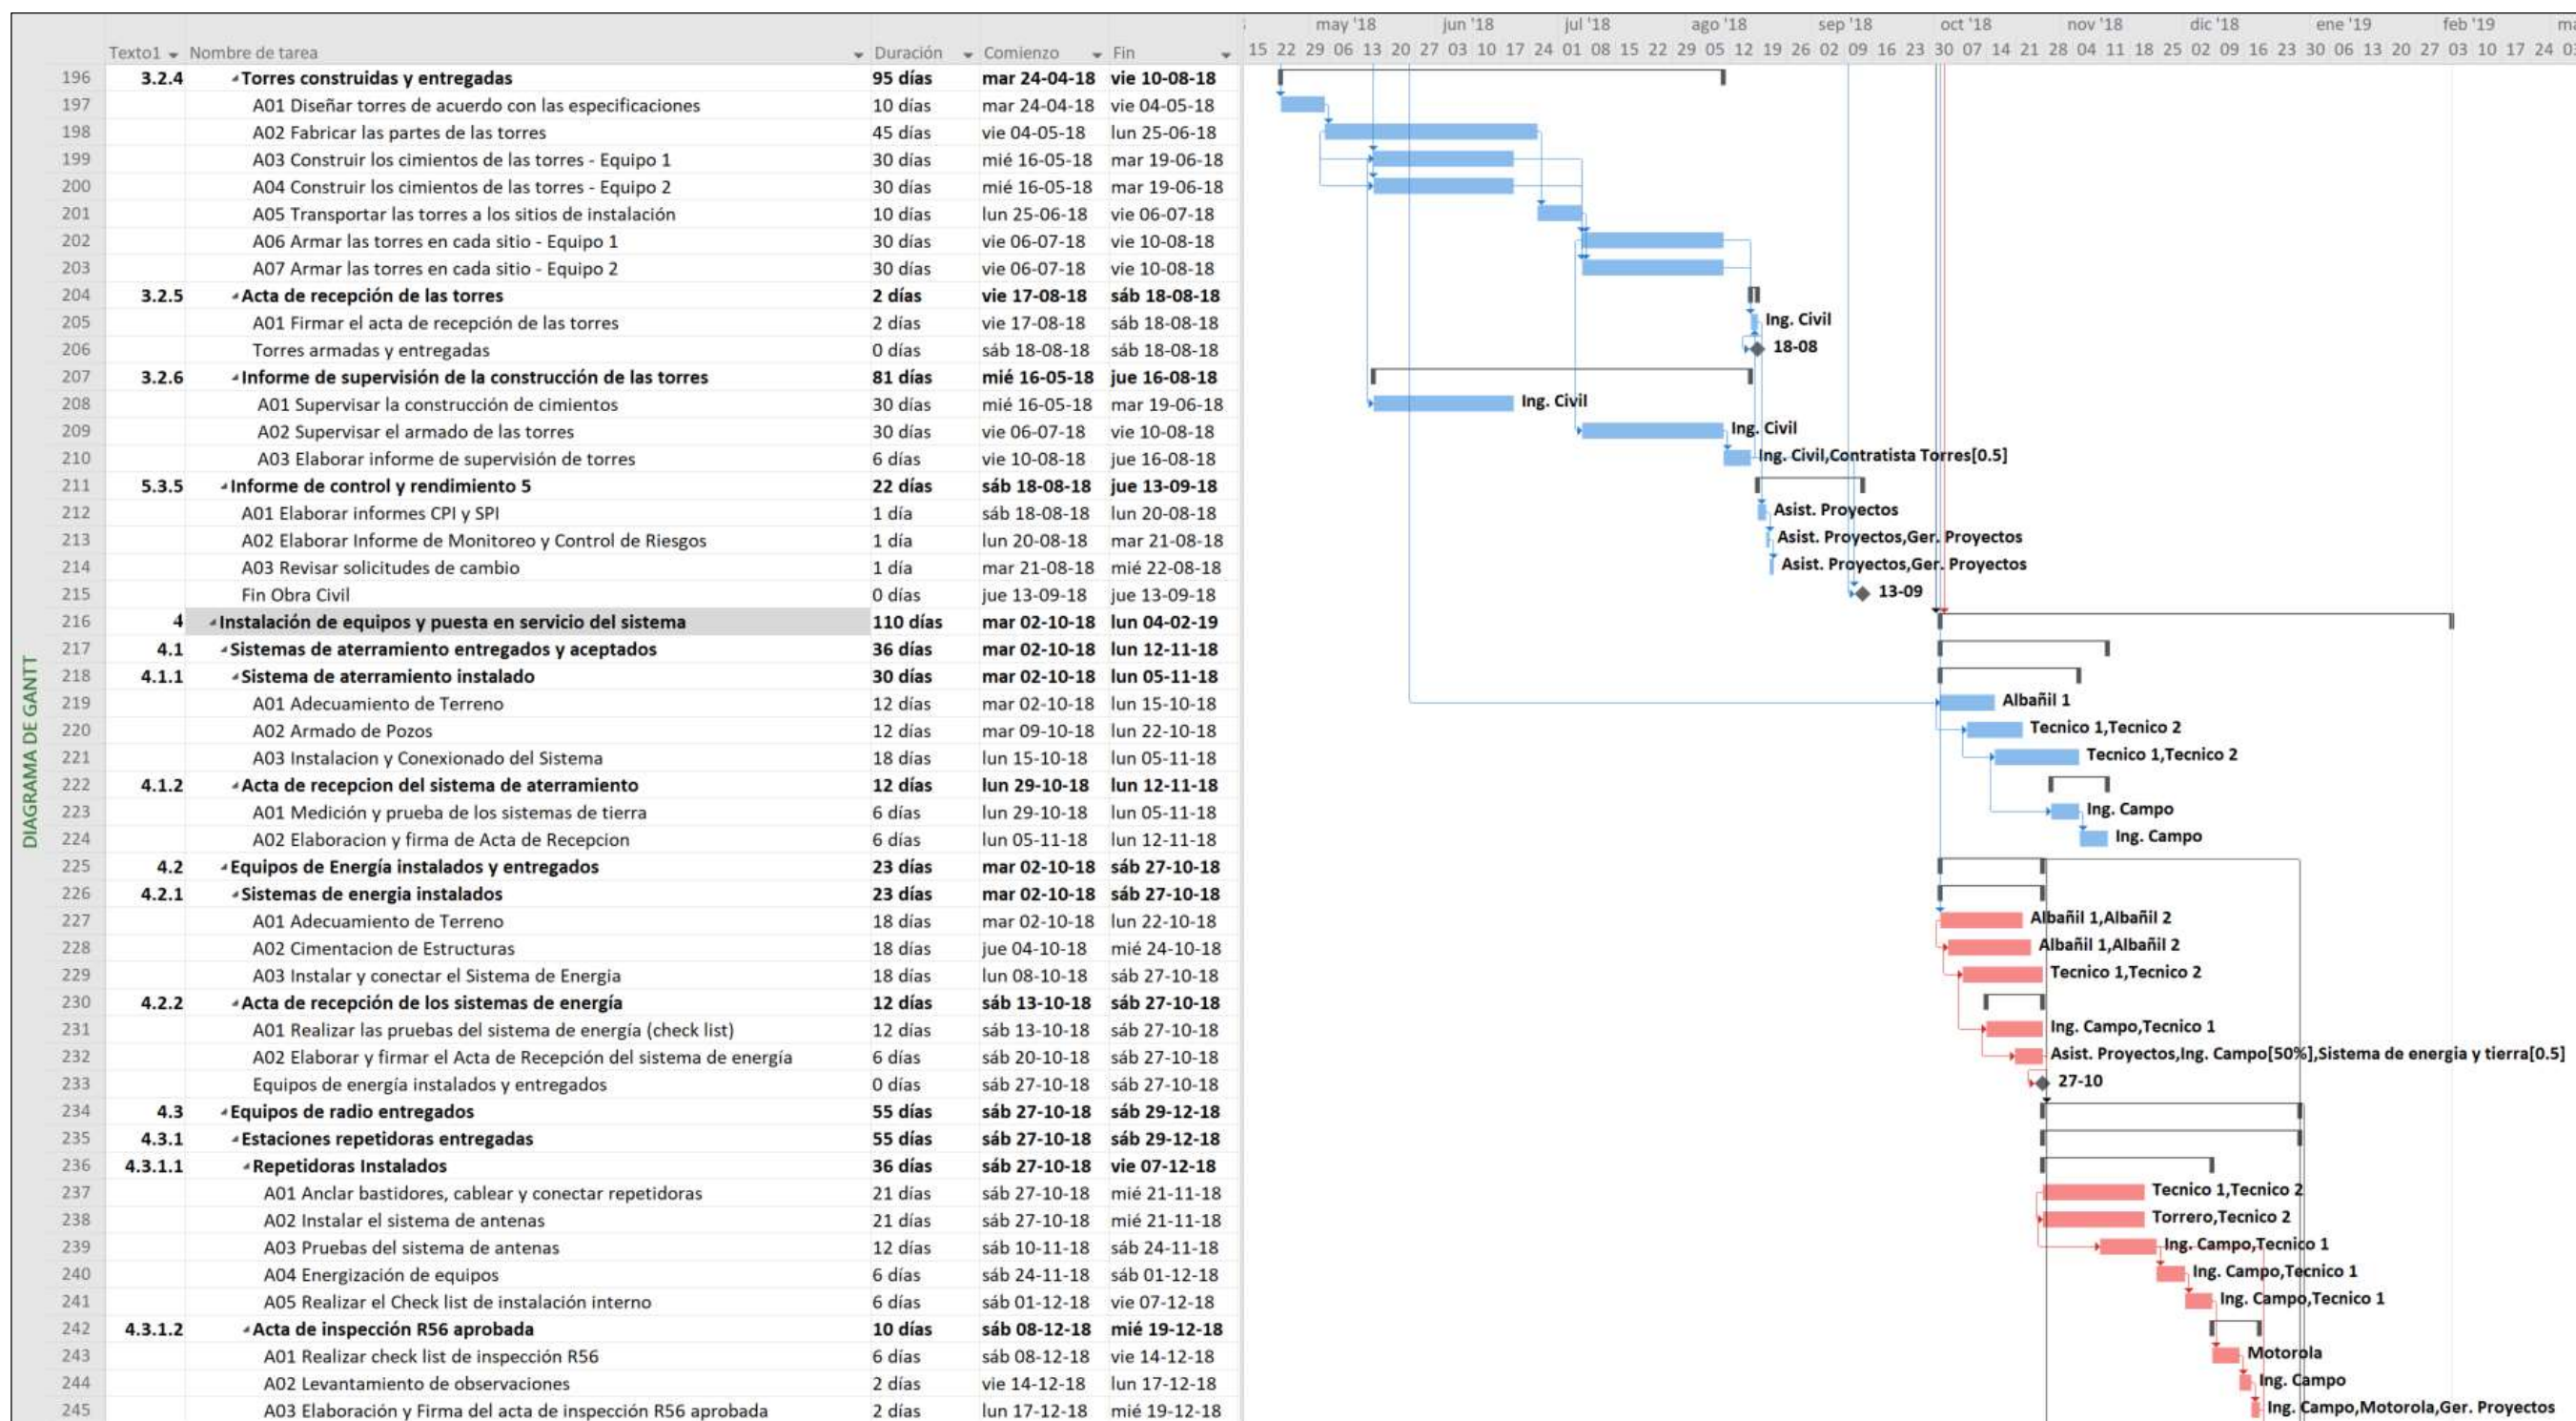 may '18 jun '18 jul '18 ago '18 sep '18 oct '18 nov '18 dic '18 ene '19 feb '19
Texto1 Nombre de tarea Duración Comienzo Fin 15 22 29 06 13 20 27 03 10 17 24 01 08 15 22 29 05 12 19 26 02 09 16 23 30 07 14 21 28 04 11 18 25 02 09 16 23 30 06 13 20 27 03 10 17 24
196 3.2.4 Torres construidas y entregadas 95 días mar 24-04-18 vie 10-08-18
197 A01 Diseñar torres de acuerdo con las especificaciones 10 días mar 24-04-18 vie 04-05-18
198 A02 Fabricar las partes de las torres 45 días vie 04-05-18 lun 25-06-18
199 A03 Construir los cimientos de las torres - Equipo 1 30 días mié 16-05-18 mar 19-06-18
200 A04 Construir los cimientos de las torres - Equipo 2 30 días mié 16-05-18 mar 19-06-18
201 A05 Transportar las torres a los sitios de instalación 10 días lun 25-06-18 vie 06-07-18
202 A06 Armar las torres en cada sitio - Equipo 1 30 días vie 06-07-18 vie 10-08-18
203 A07 Armar las torres en cada sitio - Equipo 2 30 días vie 06-07-18 vie 10-08-18
204 3.2.5 Acta de recepción de las torres 2 días vie 17-08-18 sáb 18-08-18
205 A01 Firmar el acta de recepción de las torres 2 días vie 17-08-18 sáb 18-08-18 Ing. Civil
206 Torres armadas y entregadas 0 días sáb 18-08-18 sáb 18-08-18 18-08
207 3.2.6 Informe de supervisión de la construcción de las torres 81 días mié 16-05-18 jue 16-08-18
208 A01 Supervisar la construcción de cimientos 30 días mié 16-05-18 mar 19-06-18 Ing. Civil
209 A02 Supervisar el armado de las torres 30 días vie 06-07-18 vie 10-08-18 Ing. Civil
210 A03 Elaborar informe de supervisión de torres 6 días vie 10-08-18 jue 16-08-18 Ing. Civil,Contratista Torres[0.5]
211 5.3.5 Informe de control y rendimiento 5 22 días sáb 18-08-18 jue 13-09-18
212 A01 Elaborar informes CPI y SPI 1 día sáb 18-08-18 lun 20-08-18 Asist. Proyectos
213 A02 Elaborar Informe de Monitoreo y Control de Riesgos 1 día lun 20-08-18 mar 21-08-18 Asist. Proyectos,Ger. Proyectos
214 A03 Revisar solicitudes de cambio 1 día mar 21-08-18 mié 22-08-18 Asist. Proyectos,Ger. Proyectos
215 Fin Obra Civil 0 días jue 13-09-18 jue 13-09-18 13-09
216 4 Instalación de equipos y puesta en servicio del sistema 110 días mar 02-10-18 lun 04-02-19
217 4.1 Sistemas de aterramiento entregados y aceptados 36 días mar 02-10-18 lun 12-11-18
218 4.1.1 Sistema de aterramiento instalado 30 días mar 02-10-18 lun 05-11-18
219 A01 Adecuamiento de Terreno 12 días mar 02-10-18 lun 15-10-18 Albañil 1
220 A02 Armado de Pozos 12 días mar 09-10-18 lun 22-10-18 Tecnico 1,Tecnico 2
221 A03 Instalacion y Conexionado del Sistema 18 días lun 15-10-18 lun 05-11-18 Tecnico 1,Tecnico 2
222 4.1.2 Acta de recepcion del sistema de aterramiento 12 días lun 29-10-18 lun 12-11-18
223 A01 Medición y prueba de los sistemas de tierra 6 días lun 29-10-18 lun 05-11-18 Ing. Campo
224 A02 Elaboracion y firma de Acta de Recepcion 6 días lun 05-11-18 lun 12-11-18 Ing. Campo
225 4.2 Equipos de Energía instalados y entregados 23 días mar 02-10-18 sáb 27-10-18
226 4.2.1 Sistemas de energia instalados 23 días mar 02-10-18 sáb 27-10-18
227 A01 Adecuamiento de Terreno 18 días mar 02-10-18 lun 22-10-18 Albañil 1,Albañil 2
228 A02 Cimentacion de Estructuras 18 días jue 04-10-18 mié 24-10-18 Albañil 1,Albañil 2
229 A03 Instalar y conectar el Sistema de Energia 18 días lun 08-10-18 sáb 27-10-18 Tecnico 1,Tecnico 2
230 4.2.2 Acta de recepción de los sistemas de energía 12 días sáb 13-10-18 sáb 27-10-18
231 A01 Realizar las pruebas del sistema de energía (check list) 12 días sáb 13-10-18 sáb 27-10-18 Ing. Campo,Tecnico 1
232 A02 Elaborar y firmar el Acta de Recepción del sistema de energía 6 días sáb 20-10-18 sáb 27-10-18 Asist. Proyectos,Ing. Campo[50%],Sistema de energia y tierra[0.5]
233 Equipos de energía instalados y entregados 0 días sáb 27-10-18 sáb 27-10-18 27-10
234 4.3 Equipos de radio entregados 55 días sáb 27-10-18 sáb 29-12-18
235 4.3.1 Estaciones repetidoras entregadas 55 días sáb 27-10-18 sáb 29-12-18
236 4.3.1.1 Repetidoras Instalados 36 días sáb 27-10-18 vie 07-12-18
237 A01 Anclar bastidores, cablear y conectar repetidoras 21 días sáb 27-10-18 mié 21-11-18 Tecnico 1,Tecnico 2
238 A02 Instalar el sistema de antenas 21 días sáb 27-10-18 mié 21-11-18 Torrero,Tecnico 2
239 A03 Pruebas del sistema de antenas 12 días sáb 10-11-18 sáb 24-11-18 Ing. Campo,Tecnico 1
240 A04 Energización de equipos 6 días sáb 24-11-18 sáb 01-12-18 Ing. Campo,Tecnico 1
241 A05 Realizar el Check list de instalación interno 6 días sáb 01-12-18 vie 07-12-18 Ing. Campo,Tecnico 1
242 4.3.1.2 Acta de inspección R56 aprobada 10 días sáb 08-12-18 mié 19-12-18
243 A01 Realizar check list de inspección R56 6 días sáb 08-12-18 vie 14-12-18 Motorola
244 A02 Levantamiento de observaciones 2 días vie 14-12-18 lun 17-12-18 Ing. Campo
245 A03 Elaboración y Firma del acta de inspección R56 aprobada 2 días lun 17-12-18 mié 19-12-18 Ing. Campo,Motorola,Ger. Proyectos
DIAGRAMA DE GANTT